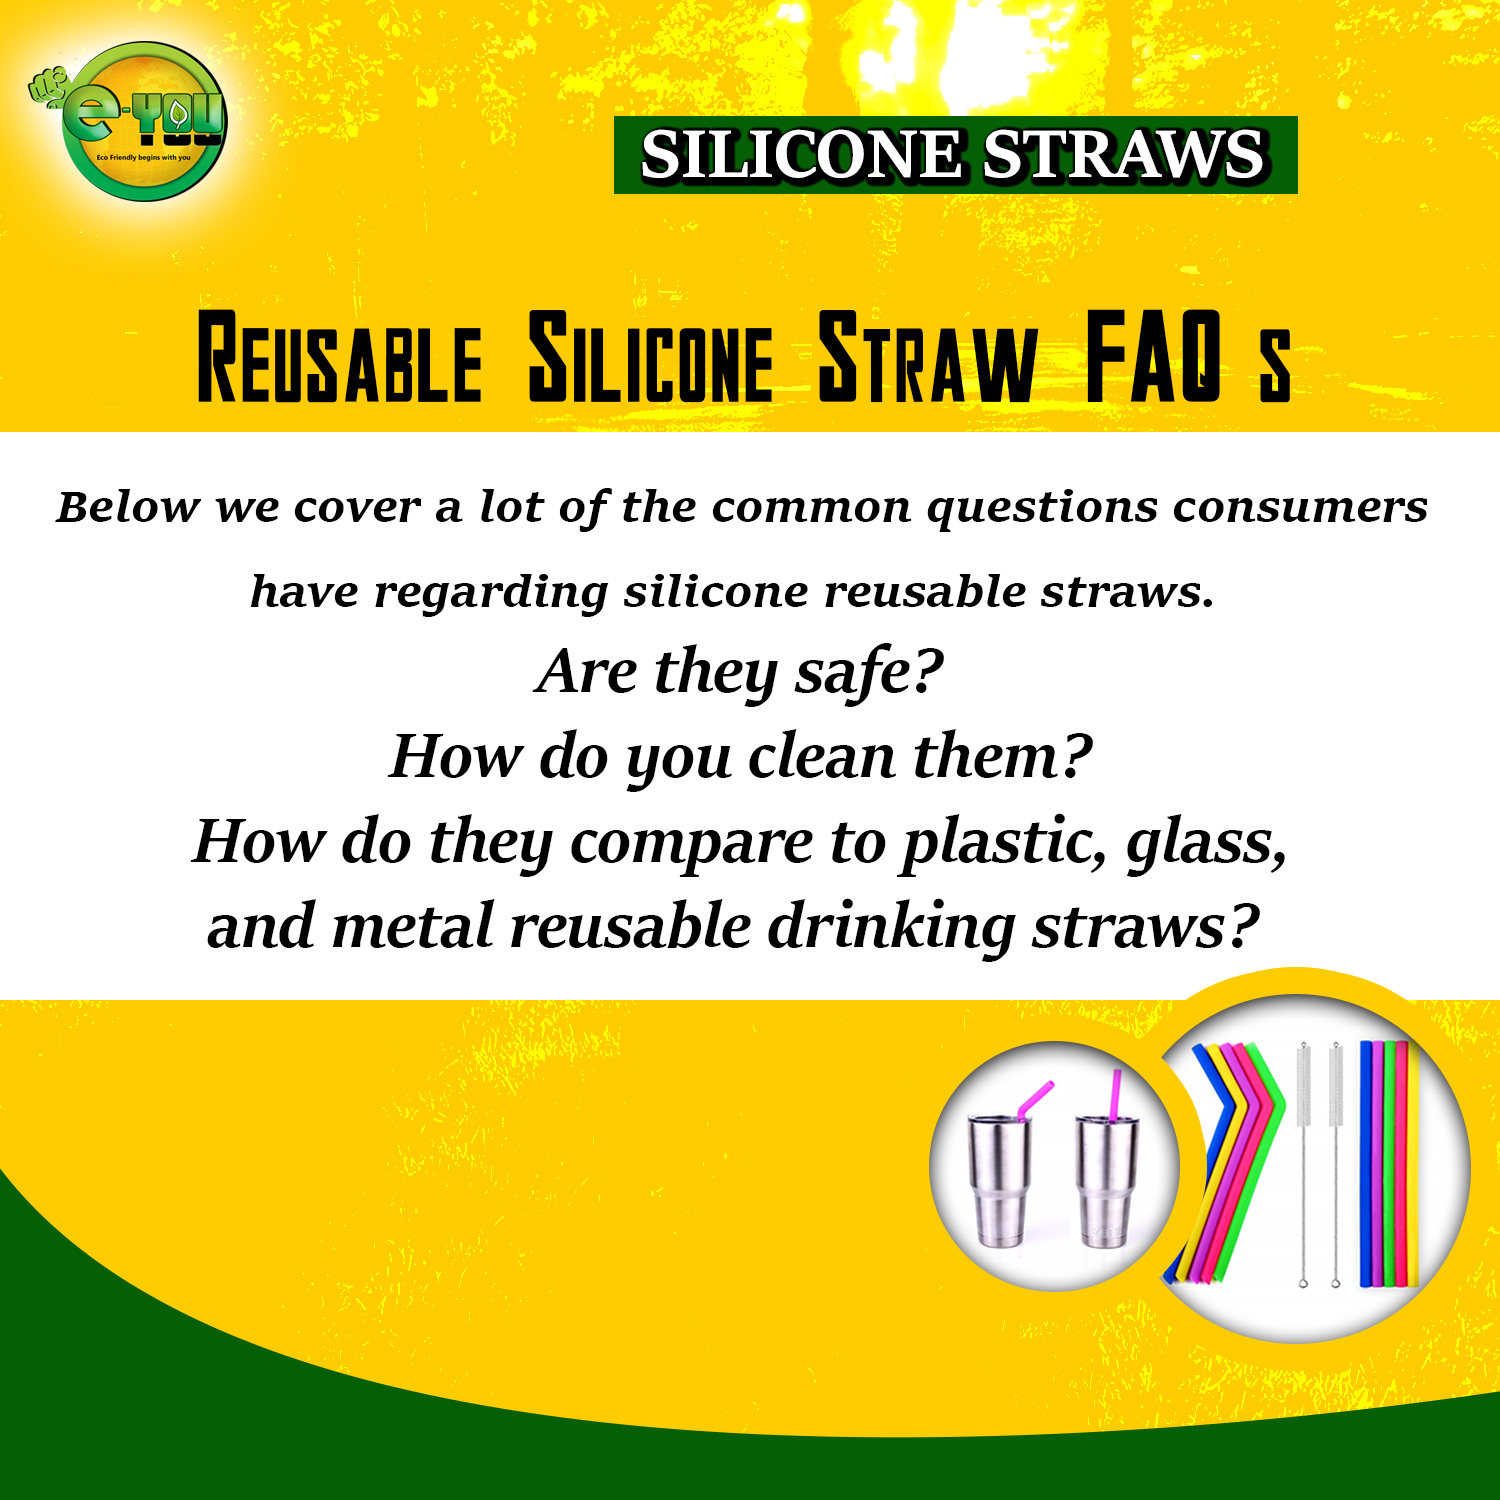 e-YOU
Eco Friendly begins with you
SILICONE STRAWS
REUSABLE SILICONE STRAW FAQ S
Below we cover a lot of the common questions consumers
have regarding silicone reusable straws.
Are they safe?
How do you clean them?
How do they compare to plastic, glass,
and metal reusable drinking straws?